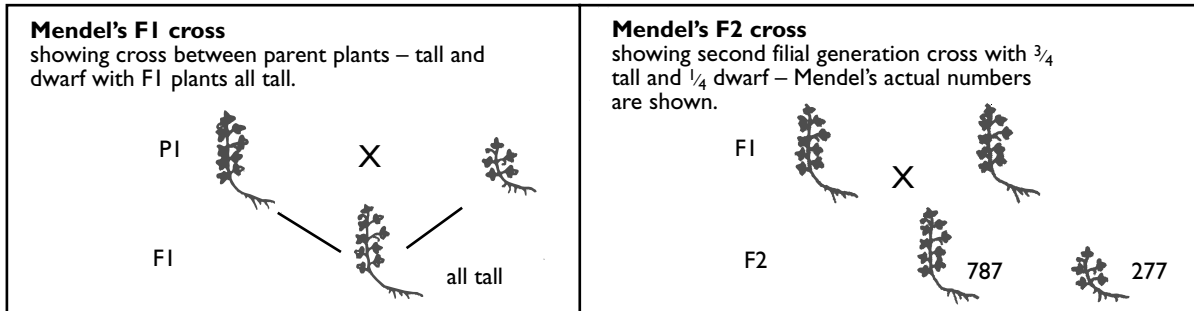 Mendel's F1 cross
showing cross between parent plants – tall and
dwarf with F1 plants all tall.
P1
X
F1
all tall
Mendel's F2 cross
showing second filial generation cross with ¾
tall and ¼ dwarf – Mendel's actual numbers
are shown.
F1
X
F2
787
277